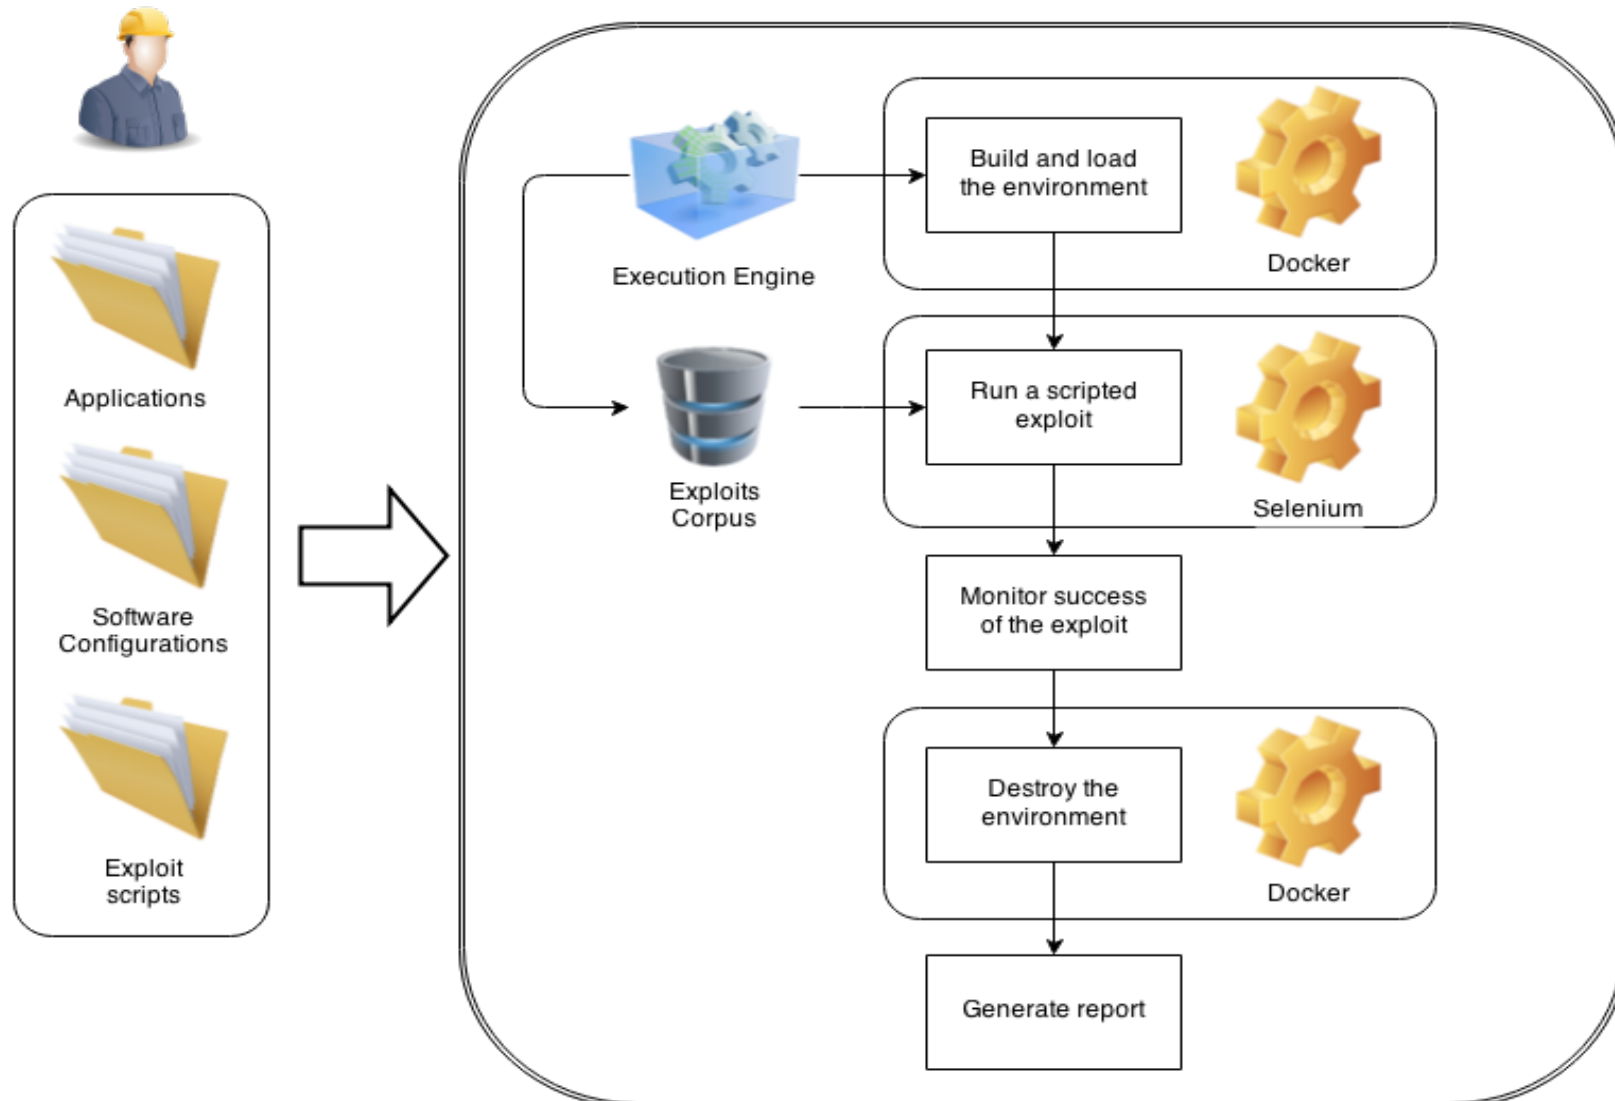 Applications
Software
Configurations
Exploit
scripts
Execution Engine
Exploits
Corpus
Build and load
the environment
Docker
Run a scripted
exploit
Selenium
Monitor success
of the exploit
Destroy the
environment
Docker
Generate report